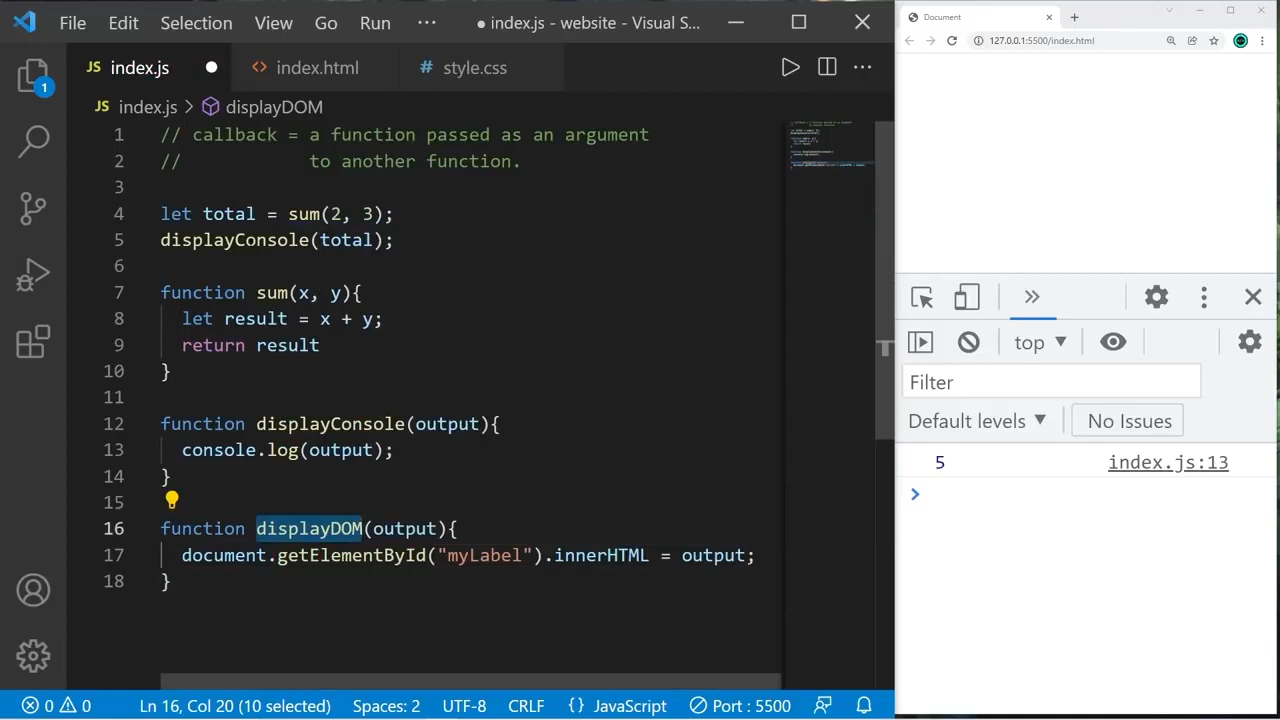 File Edit Selection View Go Run ··· ● index.js - website - Visual S...
JS index.js ● <> index.html # style.css
JS index.js > displayDOM
1 // callback = a function passed as an argument
2 //            to another function.
3
4 let total = sum(2, 3);
5 displayConsole(total);
6
7 function sum(x, y){
8   let result = x + y;
9   return result
10 }
11
12 function displayConsole(output){
13   console.log(output);
14 }
15
16 function displayDOM(output){
17   document.getElementById("myLabel").innerHTML = output;
18 }
1
0 0 Ln 16, Col 20 (10 selected) Spaces: 2 UTF-8 CRLF {} JavaScript Port : 5500
Document
127.0.0.1:5500/index.html
top
Filter
Default levels No Issues
5 index.js:13